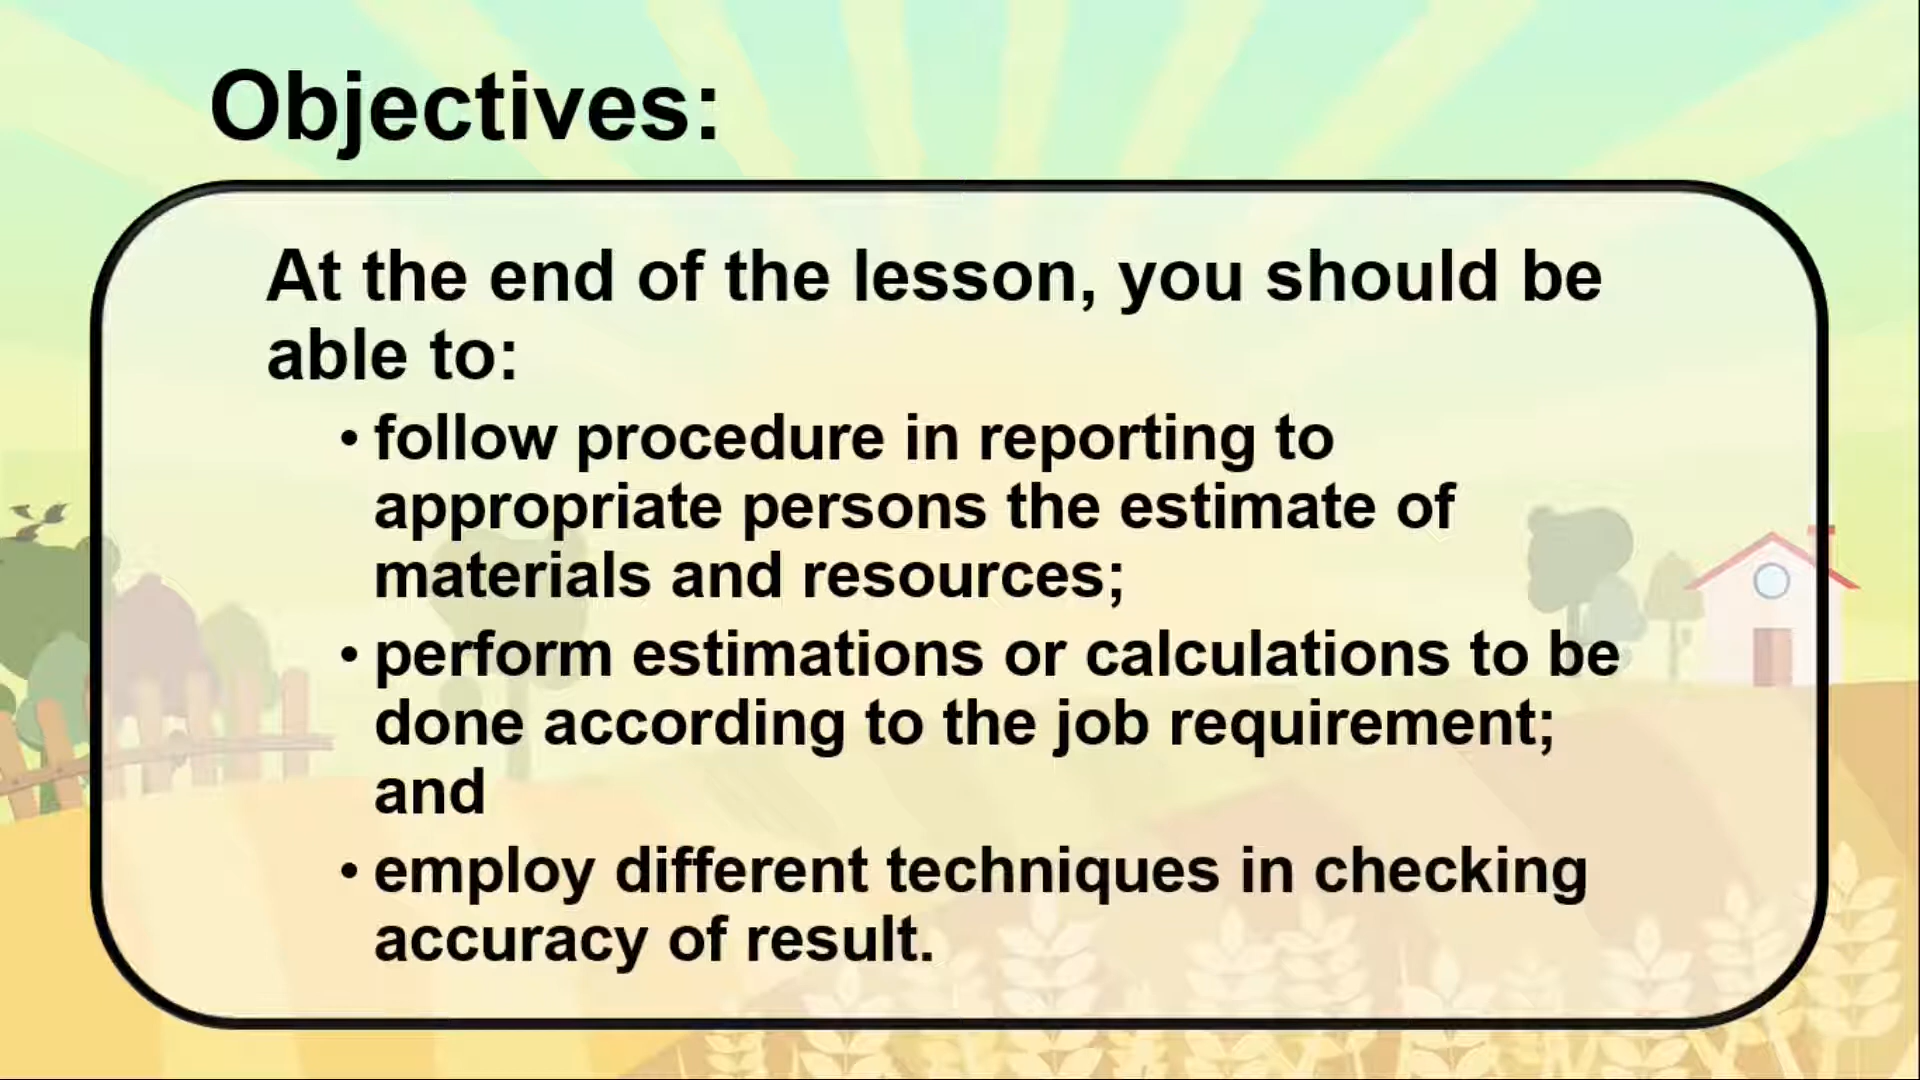 Objectives:
At the end of the lesson, you should be
able to:
• follow procedure in reporting to
appropriate persons the estimate of
materials and resources;
• perform estimations or calculations to be
done according to the job requirement;
and
• employ different techniques in checking
accuracy of result.